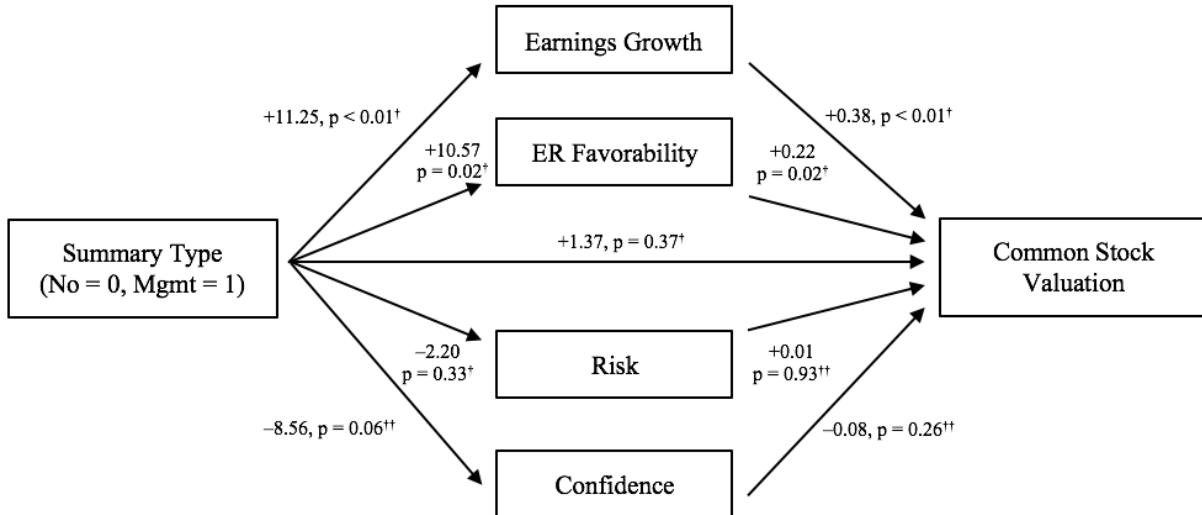 Earnings Growth
+11.25, p < 0.01†
+0.38, p < 0.01†
ER Favorability
+10.57
p = 0.02†
+0.22
p = 0.02†
Summary Type
(No = 0, Mgmt = 1)
+1.37, p = 0.37†
Common Stock
Valuation
–2.20
p = 0.33†
Risk
+0.01
p = 0.93††
–8.56, p = 0.06††
–0.08, p = 0.26††
Confidence